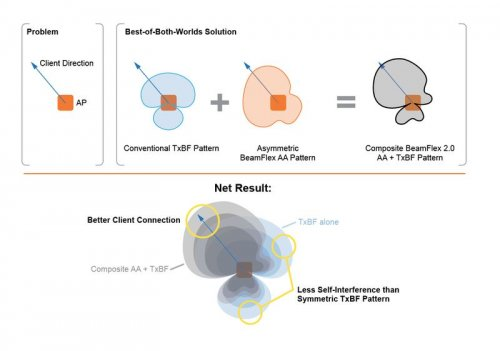 Problem
Best-of-Both-Worlds Solution
Client Direction
AP
Conventional TxBF Pattern
Asymmetric
BeamFlex AA Pattern
Composite BeamFlex 2.0
AA + TxBF Pattern
Net Result:
Better Client Connection
TxBF alone
Composite AA + TxBF
Less Self-Interference than
Symmetric TxBF Pattern